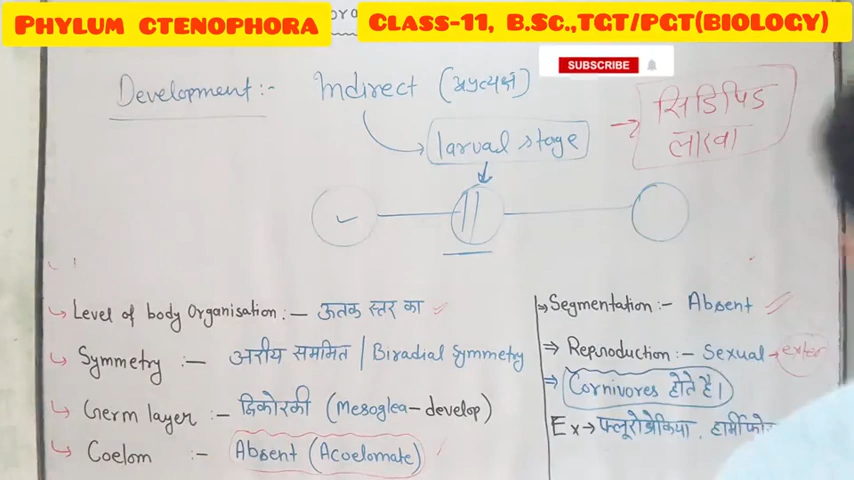 PHYLUM CTENOPHORA
CLASS-11, B.SC.,TGT/PGT(BIOLOGY)
SUBSCRIBE
Development:- Indirect (अप्रत्यक्ष)
larval stage → सिडिपिड
लारवा
↳ Level of body Organisation:- ऊतक स्तर का
↳ Symmetry :- अरीय सममित / Biradial Symmetry
↳ Germ layer :- द्विकोरकी (Mesoglea-develop)
↳ Coelom :- Absent (Acoelomate)
↳ Segmentation:- Absent
⇒ Reproduction:- Sexual → exter
⇒ Cornivores होते है।
Ex→ फ्लूरोब्रेकिया, हार्मीफोर